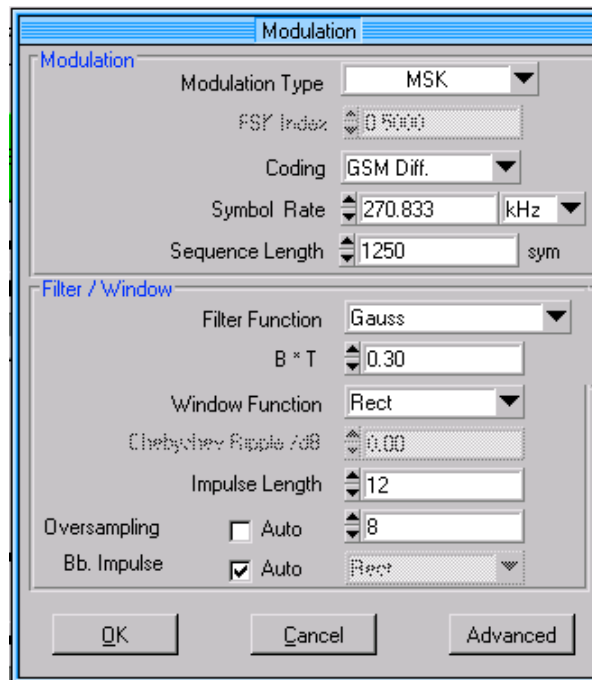 Modulation
Modulation
Modulation Type MSK
FSK Index 0.5000
Coding GSM Diff.
Symbol Rate 270.833 kHz
Sequence Length 1250 sym
Filter / Window
Filter Function Gauss
B * T 0.30
Window Function Rect
Chebychev Ripple /dB 0.00
Impulse Length 12
Oversampling Auto 8
Bb. Impulse Auto Rect
OK Cancel Advanced